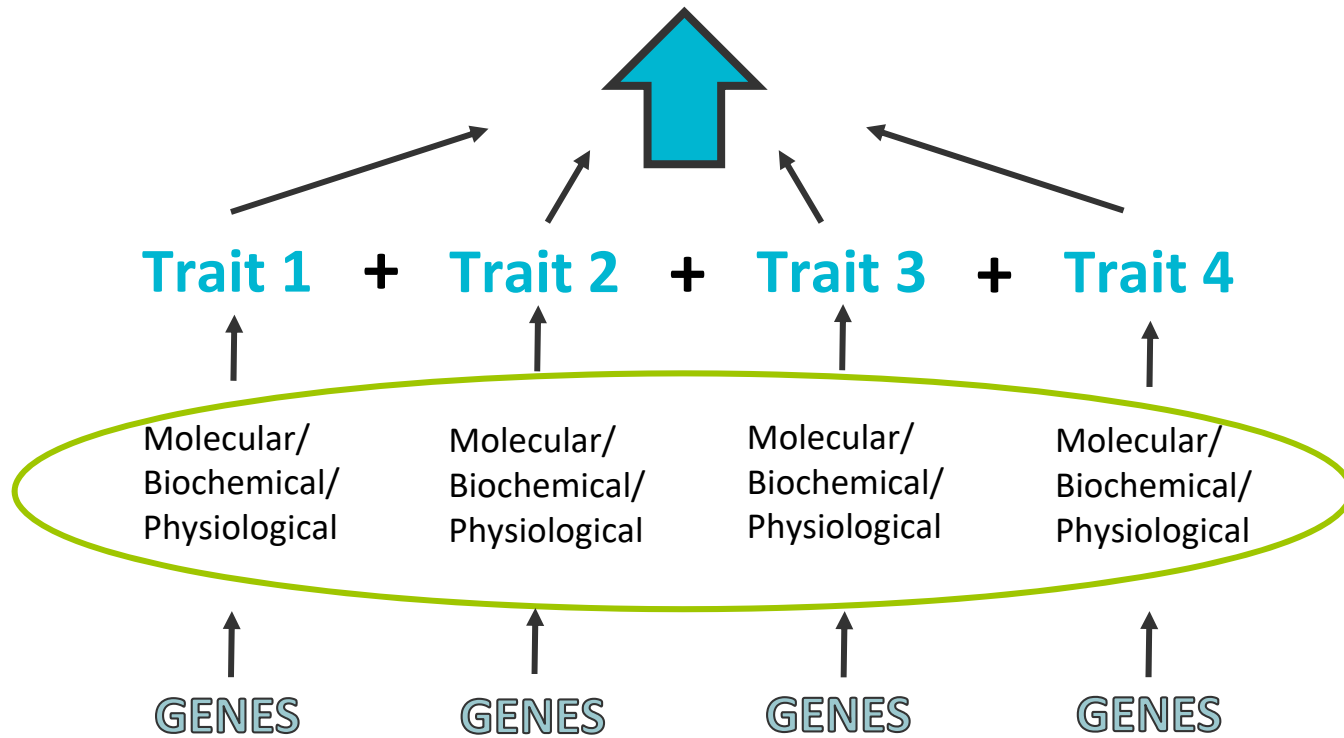 Trait 1 + Trait 2 + Trait 3 + Trait 4
Molecular/
Biochemical/
Physiological
Molecular/
Biochemical/
Physiological
Molecular/
Biochemical/
Physiological
Molecular/
Biochemical/
Physiological
GENES GENES GENES GENES